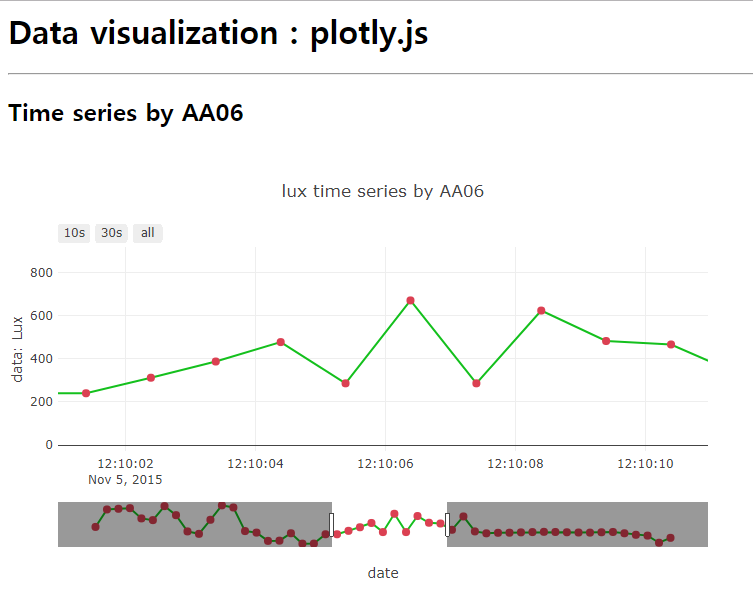 Data visualization : plotly.js
Time series by AA06
lux time series by AA06
10s 30s all
data: Lux
800
600
400
200
0
12:10:02 12:10:04 12:10:06 12:10:08 12:10:10
Nov 5, 2015
date